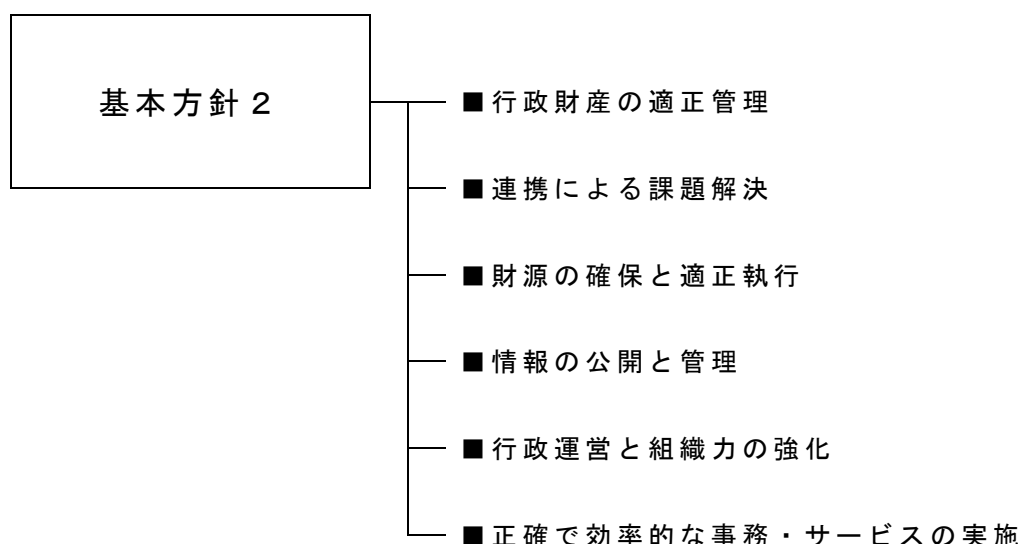 基本方針２
■行政財産の適正管理
■連携による課題解決
■財源の確保と適正執行
■情報の公開と管理
■行政運営と組織力の強化
■正確で効率的な事務・サービスの実施